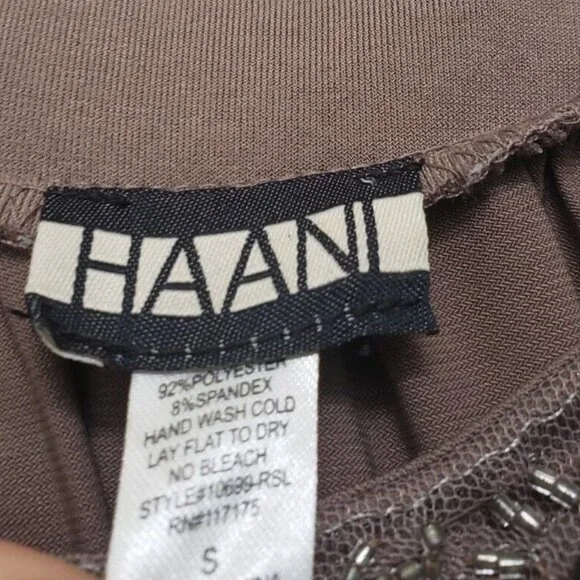 HAANI
92%POLYESTER
8%SPANDEX
HAND WASH COLD
LAY FLAT TO DRY
NO BLEACH
STYLE#10699-RSL
RN#117175
S